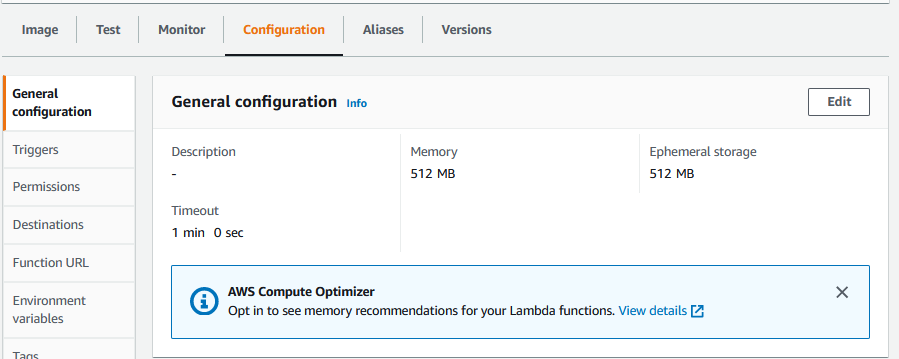 Image Test Monitor Configuration Aliases Versions
General
configuration
Triggers
Permissions
Destinations
Function URL
Environment
variables
Tags
General configuration Info Edit
Description Memory Ephemeral storage
- 512 MB 512 MB
Timeout
1 min 0 sec
AWS Compute Optimizer
Opt in to see memory recommendations for your Lambda functions. View details